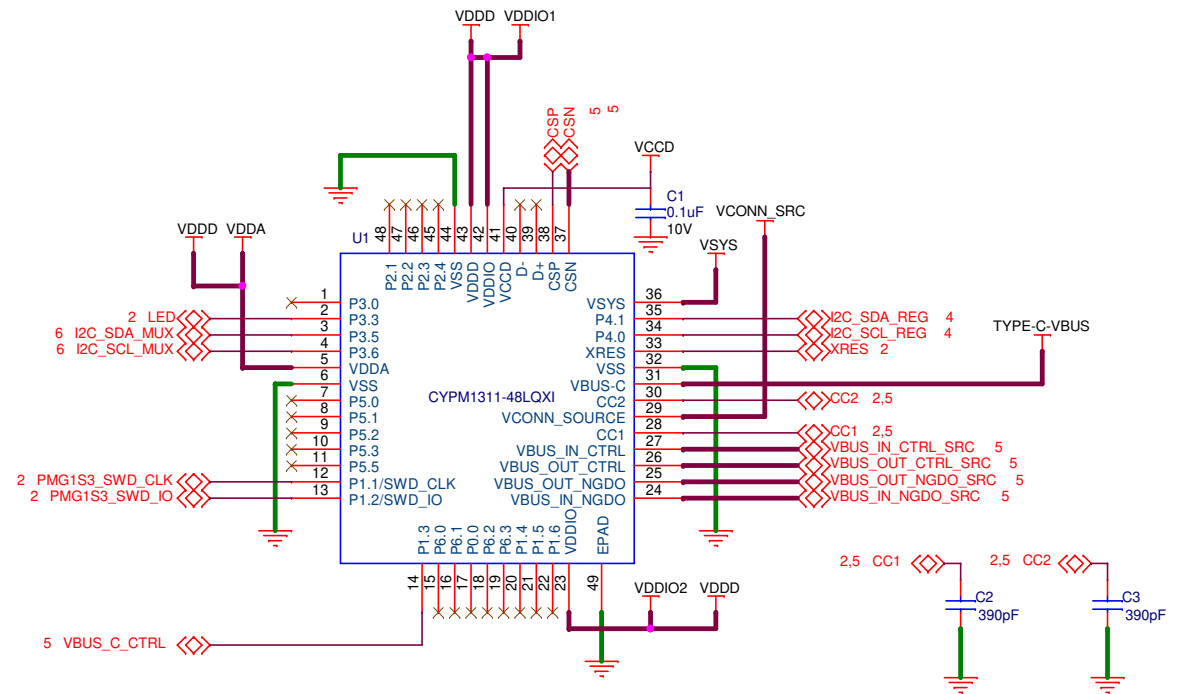 VDDD VDDIO1
CSP 5
CSN 5
VCCD
C1
0.1uF
10V
VCONN_SRC
VSYS
VDDD VDDA
U1
48 47 46 45 44 43 42 41 40 39 38 37
P2.1 P2.2 P2.3 P2.4 VSS VDDD VDDIO VCCD D- D+ CSP CSN
1 P3.0
2 LED 2 P3.3
6 I2C_SDA_MUX 3 P3.5
6 I2C_SCL_MUX 4 P3.6
5 VDDA
6 VSS
7 P5.0
8 P5.1
9 P5.2
10 P5.3
11 P5.5
2 PMG1S3_SWD_CLK 12 P1.1/SWD_CLK
2 PMG1S3_SWD_IO 13 P1.2/SWD_IO
CYPM1311-48LQXI
VSYS 36
P4.1 35 I2C_SDA_REG 4
P4.0 34 I2C_SCL_REG 4
XRES 33 XRES 2
VSS 32
VBUS-C 31
TYPE-C-VBUS
CC2 30 CC2 2,5
VCONN_SOURCE 29
CC1 28 CC1 2,5
VBUS_IN_CTRL 27 VBUS_IN_CTRL_SRC 5
VBUS_OUT_CTRL 26 VBUS_OUT_CTRL_SRC 5
VBUS_OUT_NGDO 25 VBUS_OUT_NGDO_SRC 5
VBUS_IN_NGDO 24 VBUS_IN_NGDO_SRC 5
P1.3 P6.0 P6.1 P0.0 P6.2 P6.3 P1.4 P1.5 P1.6 VDDIO EPAD
14 15 16 17 18 19 20 21 22 23 49
VDDIO2 VDDD
5 VBUS_C_CTRL
2,5 CC1
C2
390pF
2,5 CC2
C3
390pF